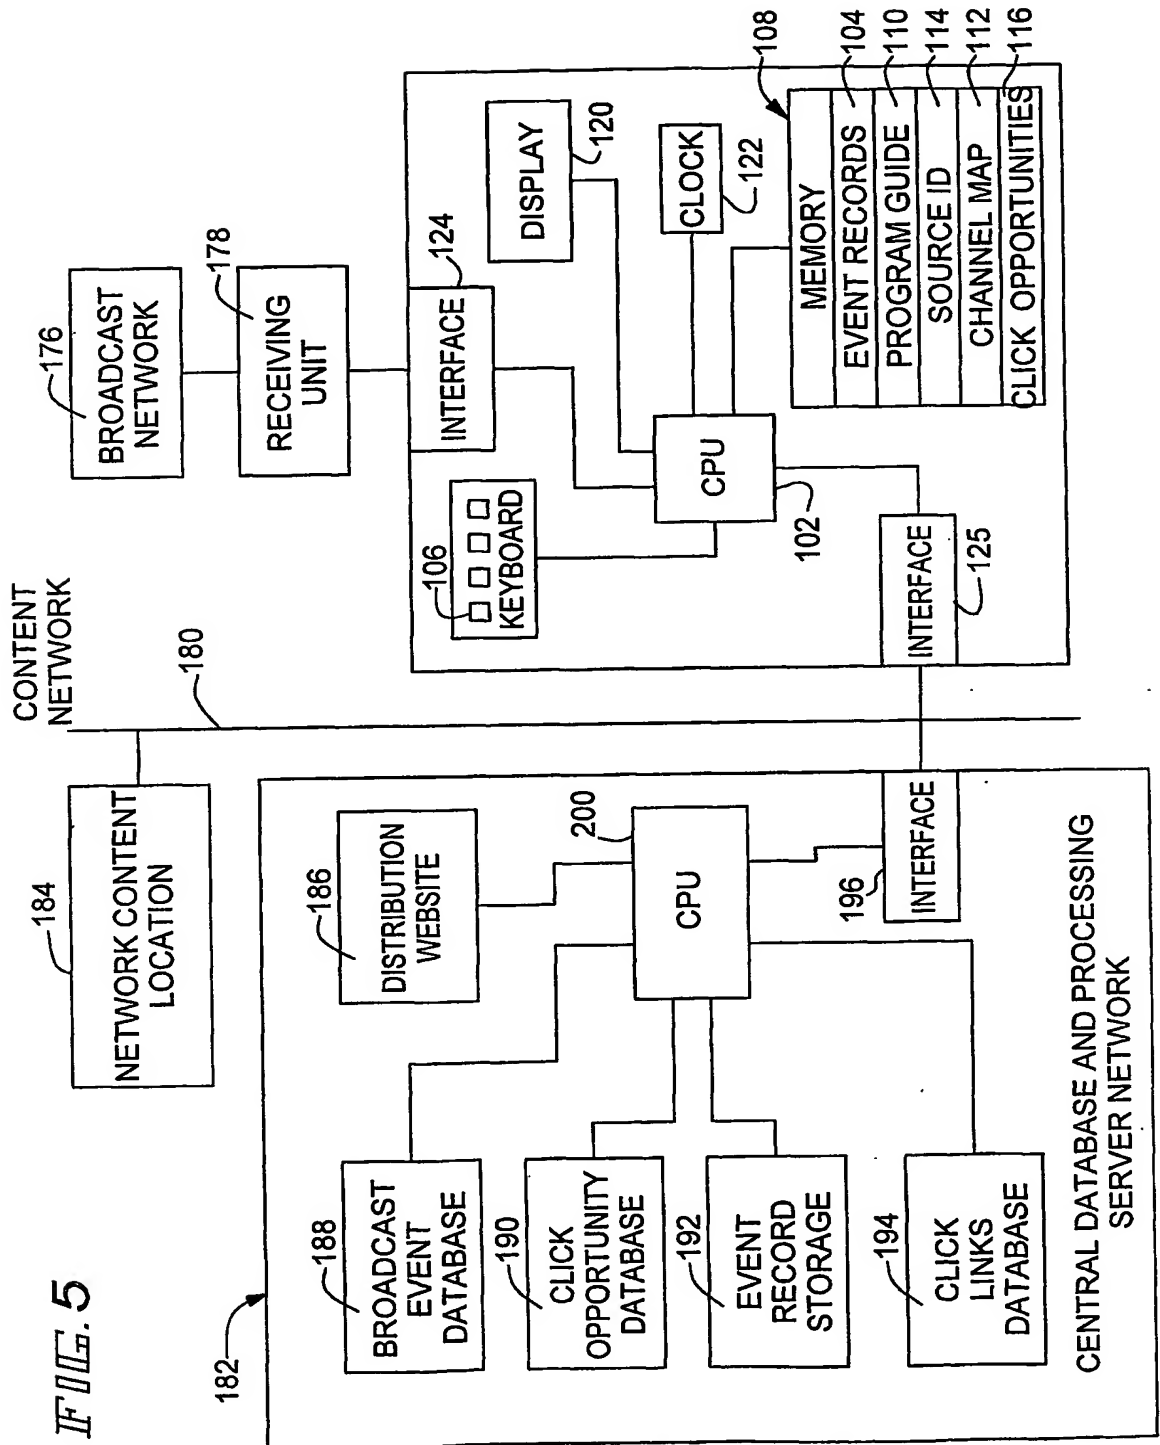 FIG. 5
182
184
NETWORK CONTENT
LOCATION
CONTENT
NETWORK
180
176
BROADCAST
NETWORK
178
RECEIVING
UNIT
188
BROADCAST
EVENT
DATABASE
190
CLICK
OPPORTUNITY
DATABASE
192
EVENT
RECORD
STORAGE
194
CLICK
LINKS
DATABASE
186
DISTRIBUTION
WEBSITE
200
CPU
196
INTERFACE
CENTRAL DATABASE AND PROCESSING
SERVER NETWORK
106
KEYBOARD
124
INTERFACE
DISPLAY
120
CLOCK
122
CPU
102
INTERFACE
125
108
MEMORY
EVENT RECORDS
104
PROGRAM GUIDE
110
SOURCE ID
114
CHANNEL MAP
112
CLICK OPPORTUNITIES
116